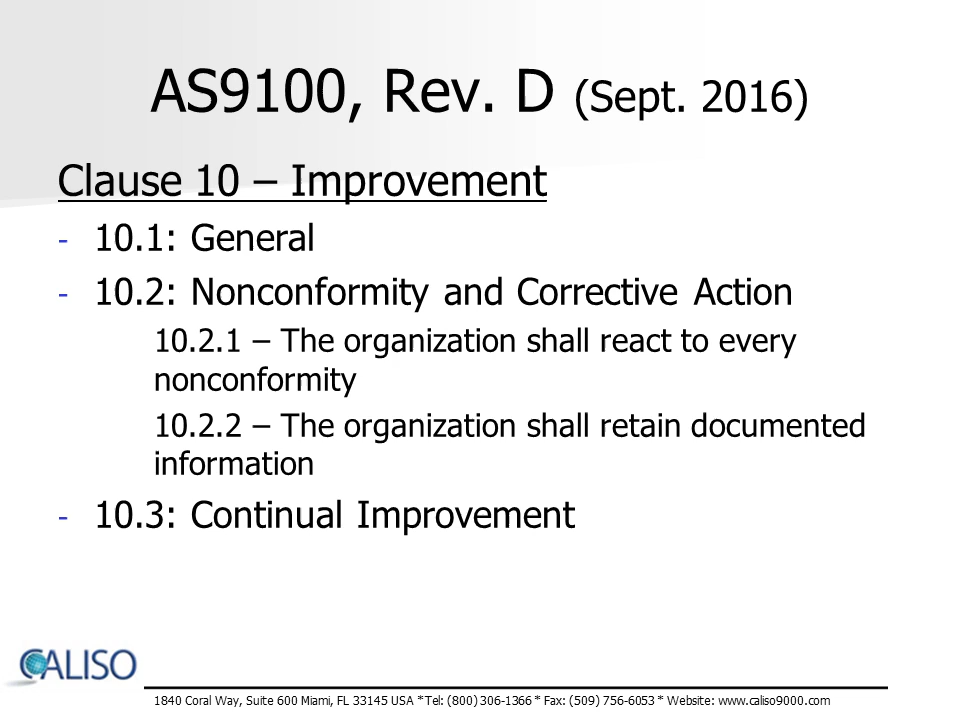 AS9100, Rev. D (Sept. 2016)
Clause 10 – Improvement
- 10.1: General
- 10.2: Nonconformity and Corrective Action
10.2.1 – The organization shall react to every
nonconformity
10.2.2 – The organization shall retain documented
information
- 10.3: Continual Improvement
CALISO
1840 Coral Way, Suite 600 Miami, FL 33145 USA *Tel: (800) 306-1366 * Fax: (509) 756-6053 * Website: www.caliso9000.com